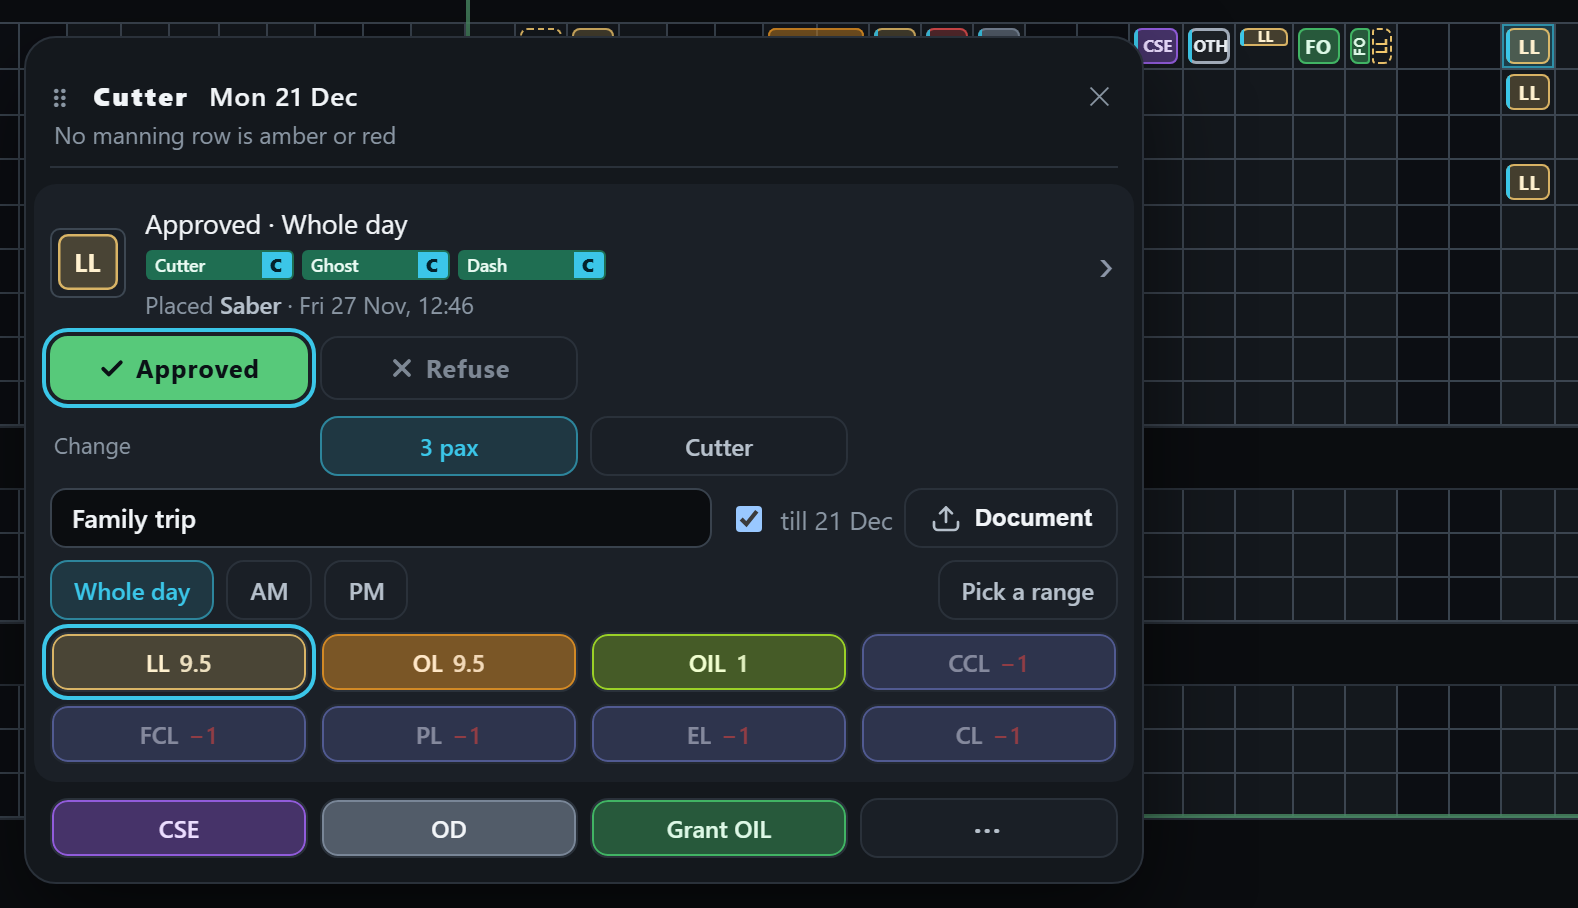 CSE OTH LL FO FO LL LL
Cutter Mon 21 Dec
No manning row is amber or red
LL
LL Approved · Whole day
Cutter C Ghost C Dash C
Placed Saber · Fri 27 Nov, 12:46
LL
Approved Refuse
Change 3 pax Cutter
Family trip till 21 Dec Document
Whole day AM PM Pick a range
LL 9.5 OL 9.5 OIL 1 CCL −1
FCL −1 PL −1 EL −1 CL −1
CSE OD Grant OIL ...